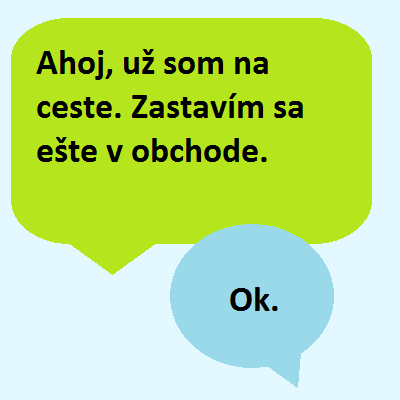 Ahoj, už som na
ceste. Zastavím sa
ešte v obchode.
Ok.